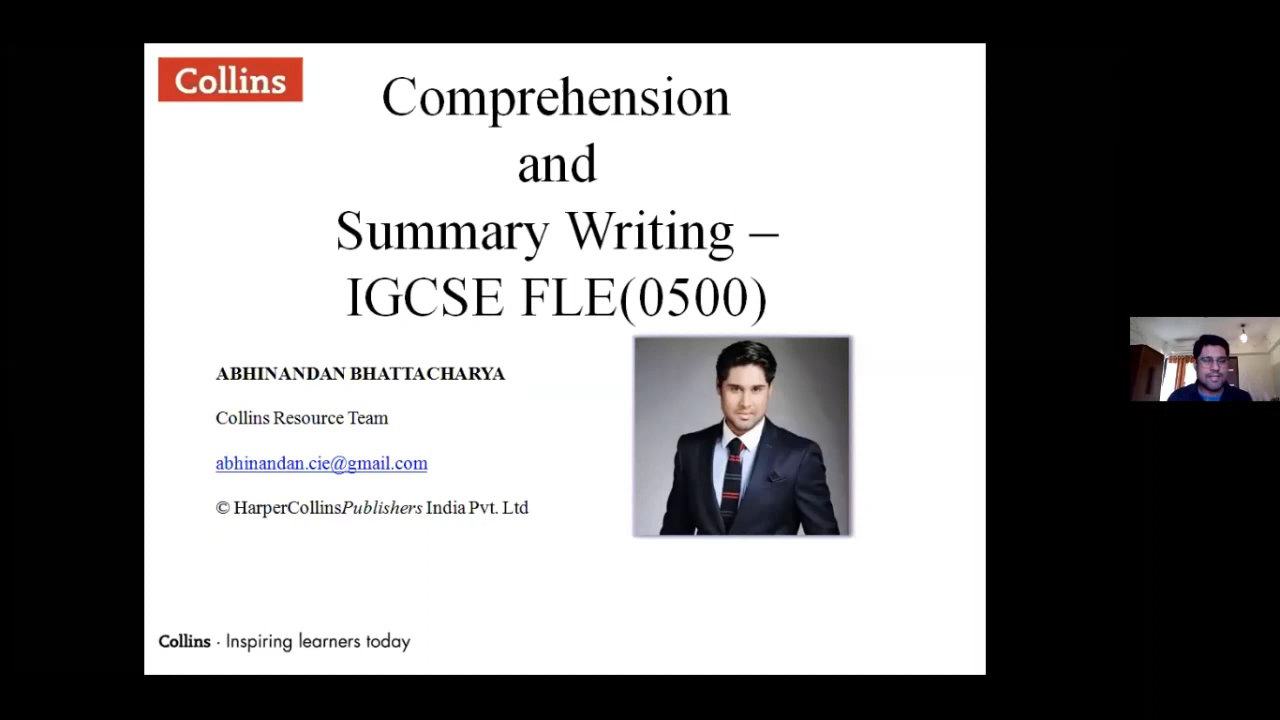 Collins
Comprehension
and
Summary Writing –
IGCSE FLE(0500)
ABHINANDAN BHATTACHARYA
Collins Resource Team
abhinandan.cie@gmail.com
© HarperCollinsPublishers India Pvt. Ltd
Collins · Inspiring learners today